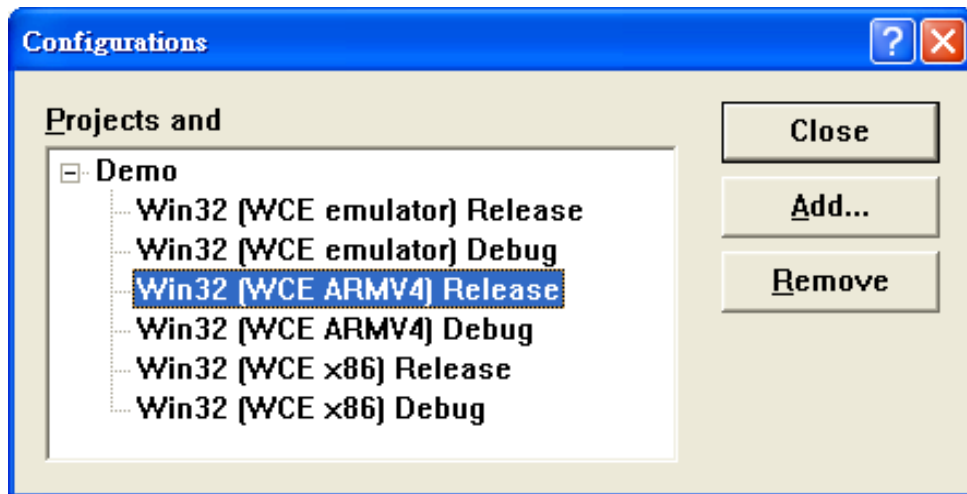 Configurations
Projects and
Demo
Win32 (WCE emulator) Release
Win32 (WCE emulator) Debug
Win32 (WCE ARMV4) Release
Win32 (WCE ARMV4) Debug
Win32 (WCE x86) Release
Win32 (WCE x86) Debug
Close
Add...
Remove